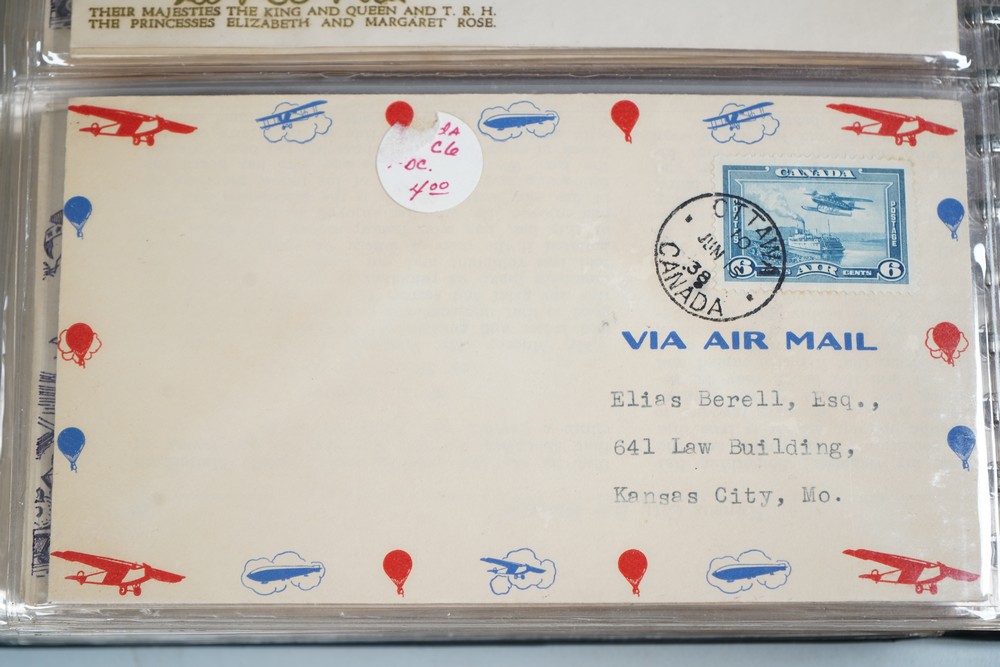 THEIR MAJESTIES THE KING AND QUEEN AND T. R. H.
THE PRINCESSES ELIZABETH AND MARGARET ROSE.
C6
DC.
4 00
CANADA
POSTES
POSTAGE
6 AIR CENTS 6
OTTAWA
JUN
38
CANADA
VIA AIR MAIL
Elias Berell, Esq.,
641 Law Building,
Kansas City, Mo.